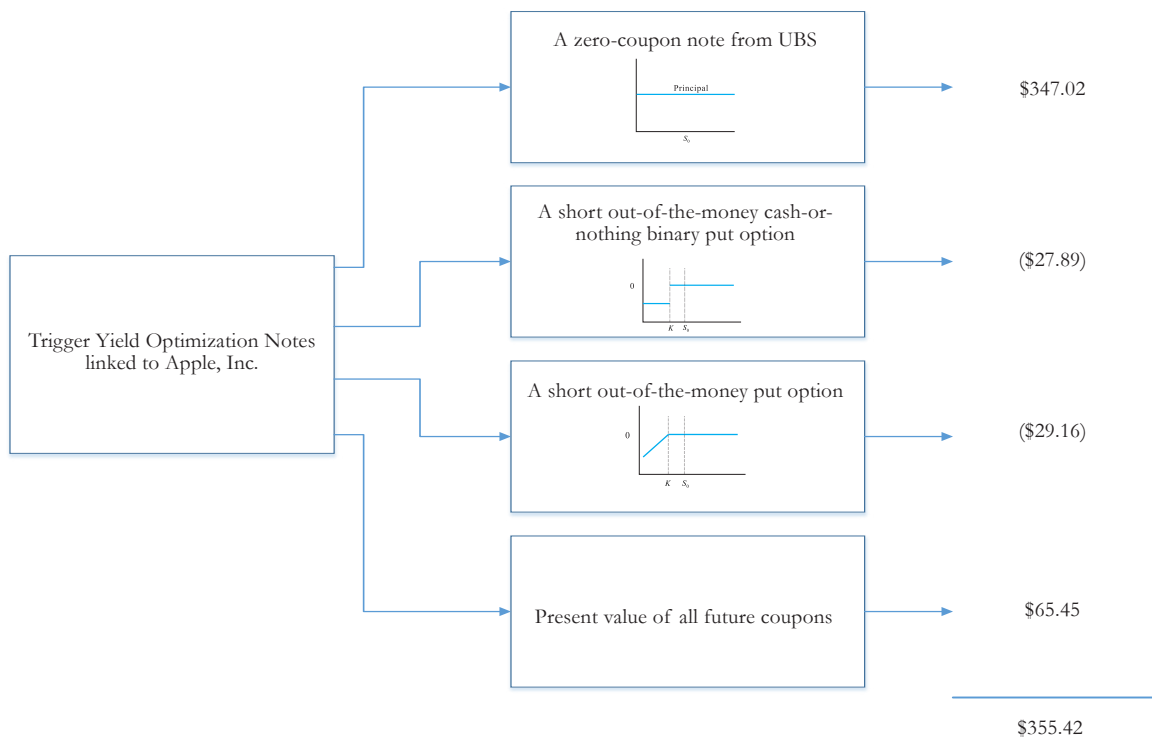 A zero-coupon note from UBS
Principal
S₀
$347.02
A short out-of-the-money cash-or-
nothing binary put option
0
K S₀
($27.89)
Trigger Yield Optimization Notes
linked to Apple, Inc.
A short out-of-the-money put option
0
K S₀
($29.16)
Present value of all future coupons
$65.45
$355.42